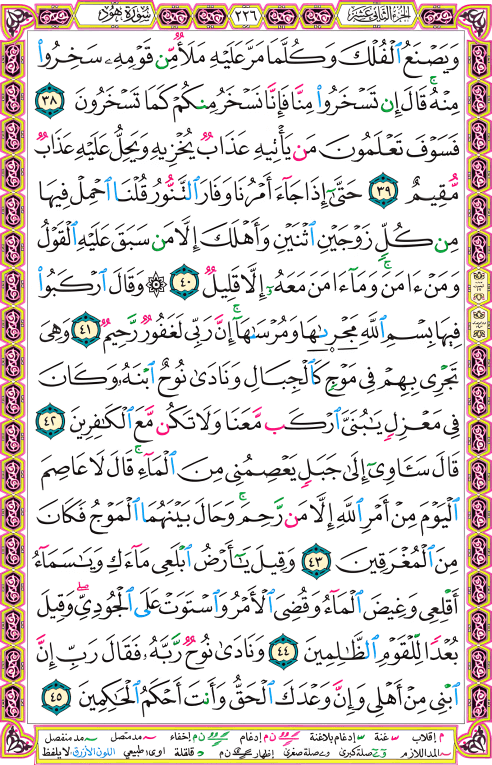 الجزء الثاني عشر ٢٢٦ سورة هود
وَيَصْنَعُ ٱلْفُلْكَ وَكُلَّمَا مَرَّ عَلَيْهِ مَلَأٌ مِّن قَوْمِهِۦ سَخِرُوا۟
مِنْهُ ۚ قَالَ إِن تَسْخَرُوا۟ مِنَّا فَإِنَّا نَسْخَرُ مِنكُمْ كَمَا تَسْخَرُونَ ٣٨
فَسَوْفَ تَعْلَمُونَ مَن يَأْتِيهِ عَذَابٌ يُخْزِيهِ وَيَحِلُّ عَلَيْهِ عَذَابٌ
مُّقِيمٌ ٣٩ حَتَّىٰٓ إِذَا جَآءَ أَمْرُنَا وَفَارَ ٱلتَّنُّورُ قُلْنَا ٱحْمِلْ فِيهَا
مِن كُلٍّ زَوْجَيْنِ ٱثْنَيْنِ وَأَهْلَكَ إِلَّا مَن سَبَقَ عَلَيْهِ ٱلْقَوْلُ
وَمَنْ ءَامَنَ ۚ وَمَآ ءَامَنَ مَعَهُۥٓ إِلَّا قَلِيلٌ ٤٠ ۞ وَقَالَ ٱرْكَبُوا۟
فِيهَا بِسْمِ ٱللَّهِ مَجْر۪ىٰهَا وَمُرْسَىٰهَآ ۚ إِنَّ رَبِّى لَغَفُورٌ رَّحِيمٌ ٤١ وَهِىَ
تَجْرِى بِهِمْ فِى مَوْجٍ كَٱلْجِبَالِ وَنَادَىٰ نُوحٌ ٱبْنَهُۥ وَكَانَ
فِى مَعْزِلٍ يَٰبُنَىَّ ٱرْكَب مَّعَنَا وَلَا تَكُن مَّعَ ٱلْكَٰفِرِينَ ٤٢
قَالَ سَـَٔاوِىٓ إِلَىٰ جَبَلٍ يَعْصِمُنِى مِنَ ٱلْمَآءِ ۚ قَالَ لَا عَاصِمَ
ٱلْيَوْمَ مِنْ أَمْرِ ٱللَّهِ إِلَّا مَن رَّحِمَ ۚ وَحَالَ بَيْنَهُمَا ٱلْمَوْجُ فَكَانَ
مِنَ ٱلْمُغْرَقِينَ ٤٣ وَقِيلَ يَٰٓأَرْضُ ٱبْلَعِى مَآءَكِ وَيَٰسَمَآءُ
أَقْلِعِى وَغِيضَ ٱلْمَآءُ وَقُضِىَ ٱلْأَمْرُ وَٱسْتَوَتْ عَلَى ٱلْجُودِىِّ ۖ وَقِيلَ
بُعْدًا لِّلْقَوْمِ ٱلظَّٰلِمِينَ ٤٤ وَنَادَىٰ نُوحٌ رَّبَّهُۥ فَقَالَ رَبِّ إِنَّ
ٱبْنِى مِنْ أَهْلِى وَإِنَّ وَعْدَكَ ٱلْحَقُّ وَأَنتَ أَحْكَمُ ٱلْحَٰكِمِينَ ٤٥
م إقلاب غنة إدغام بلاغنة ن م إدغام ن م إخفاء مد متصل مد منفصل
المد اللازم صلة كبرى صلة صغرى إظهار قلقلة اوى طبيعي اللون الأزرق لا يلفظ